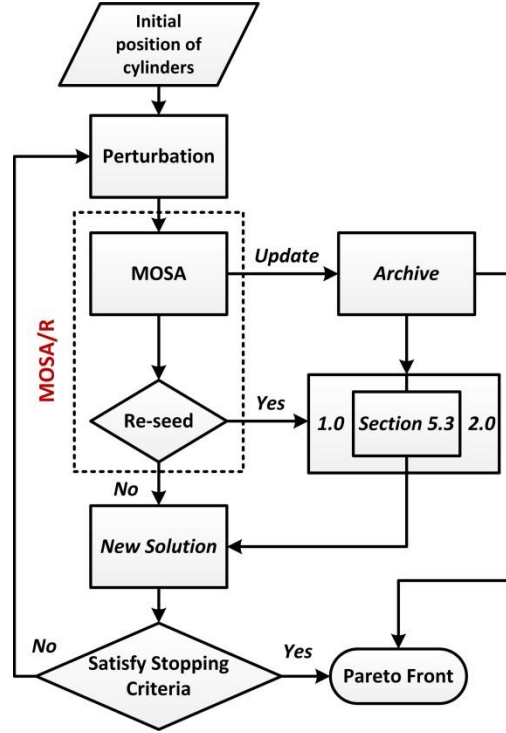 Initial
position of
cylinders
Perturbation
MOSA
Update
Archive
MOSA/R
Re-seed
Yes
1.0
Section 5.3
2.0
No
New Solution
No
Satisfy Stopping
Criteria
Yes
Pareto Front